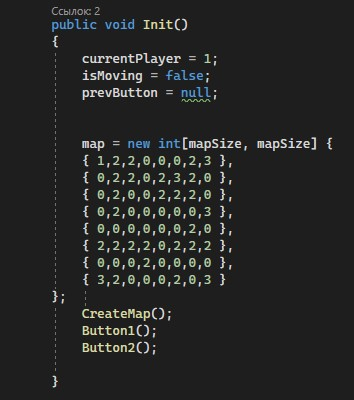 Ссылок: 2
public void Init()
{
currentPlayer = 1;
isMoving = false;
prevButton = null;
map = new int[mapSize, mapSize] {
{ 1,2,2,0,0,0,2,3 },
{ 0,2,2,0,2,3,2,0 },
{ 0,2,0,0,2,2,2,0 },
{ 0,2,0,0,0,0,0,3 },
{ 0,0,0,0,0,0,2,0 },
{ 2,2,2,2,0,2,2,2 },
{ 0,0,0,2,0,0,0,0 },
{ 3,2,0,0,0,2,0,3 }
};
CreateMap();
Button1();
Button2();
}